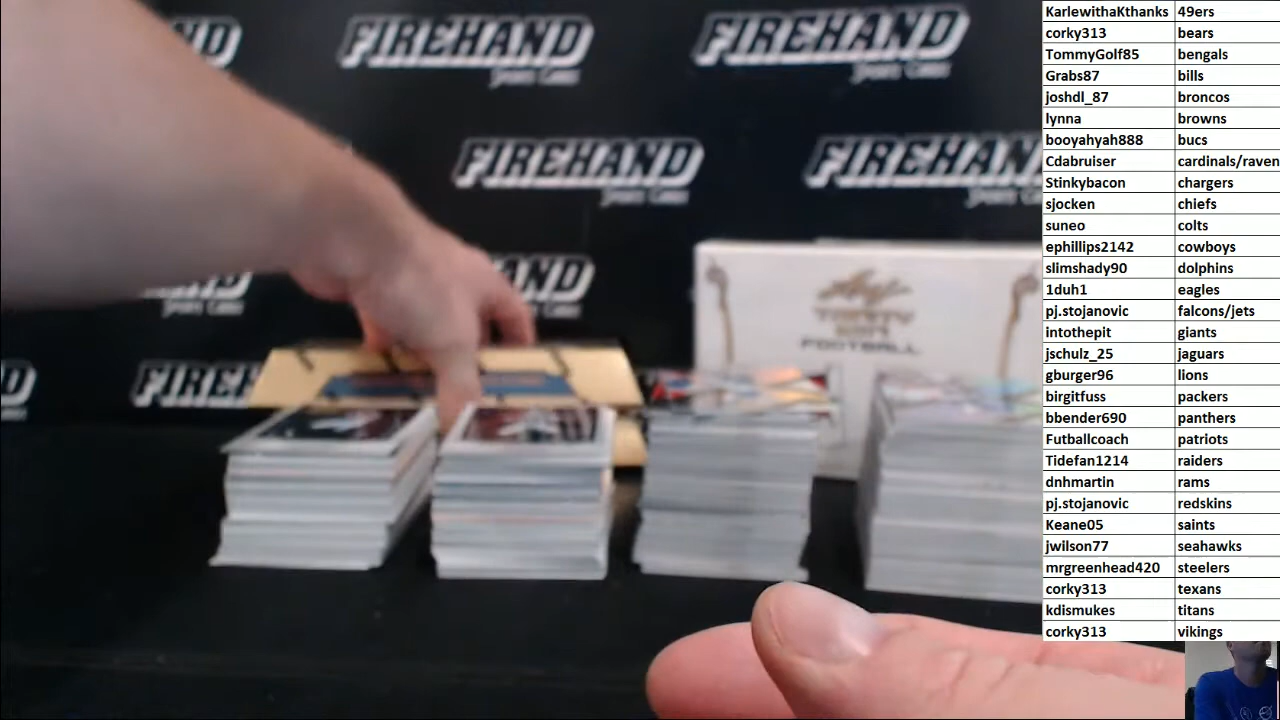 FIREHAND
FIREHAND
FIREHAND
FIREHAN
HAND
FIREH
FOOTBALL
KarlewithaKthanks 49ers
corky313 bears
TommyGolf85 bengals
Grabs87 bills
joshdl_87 broncos
lynna browns
booyahyah888 bucs
Cdabruiser cardinals/raven
Stinkybacon chargers
sjocken chiefs
suneo colts
ephillips2142 cowboys
slimshady90 dolphins
1duh1 eagles
pj.stojanovic falcons/jets
intothepit giants
jschulz_25 jaguars
gburger96 lions
birgitfuss packers
bbender690 panthers
Futballcoach patriots
Tidefan1214 raiders
dnhmartin rams
pj.stojanovic redskins
Keane05 saints
jwilson77 seahawks
mrgreenhead420 steelers
corky313 texans
kdismukes titans
corky313 vikings